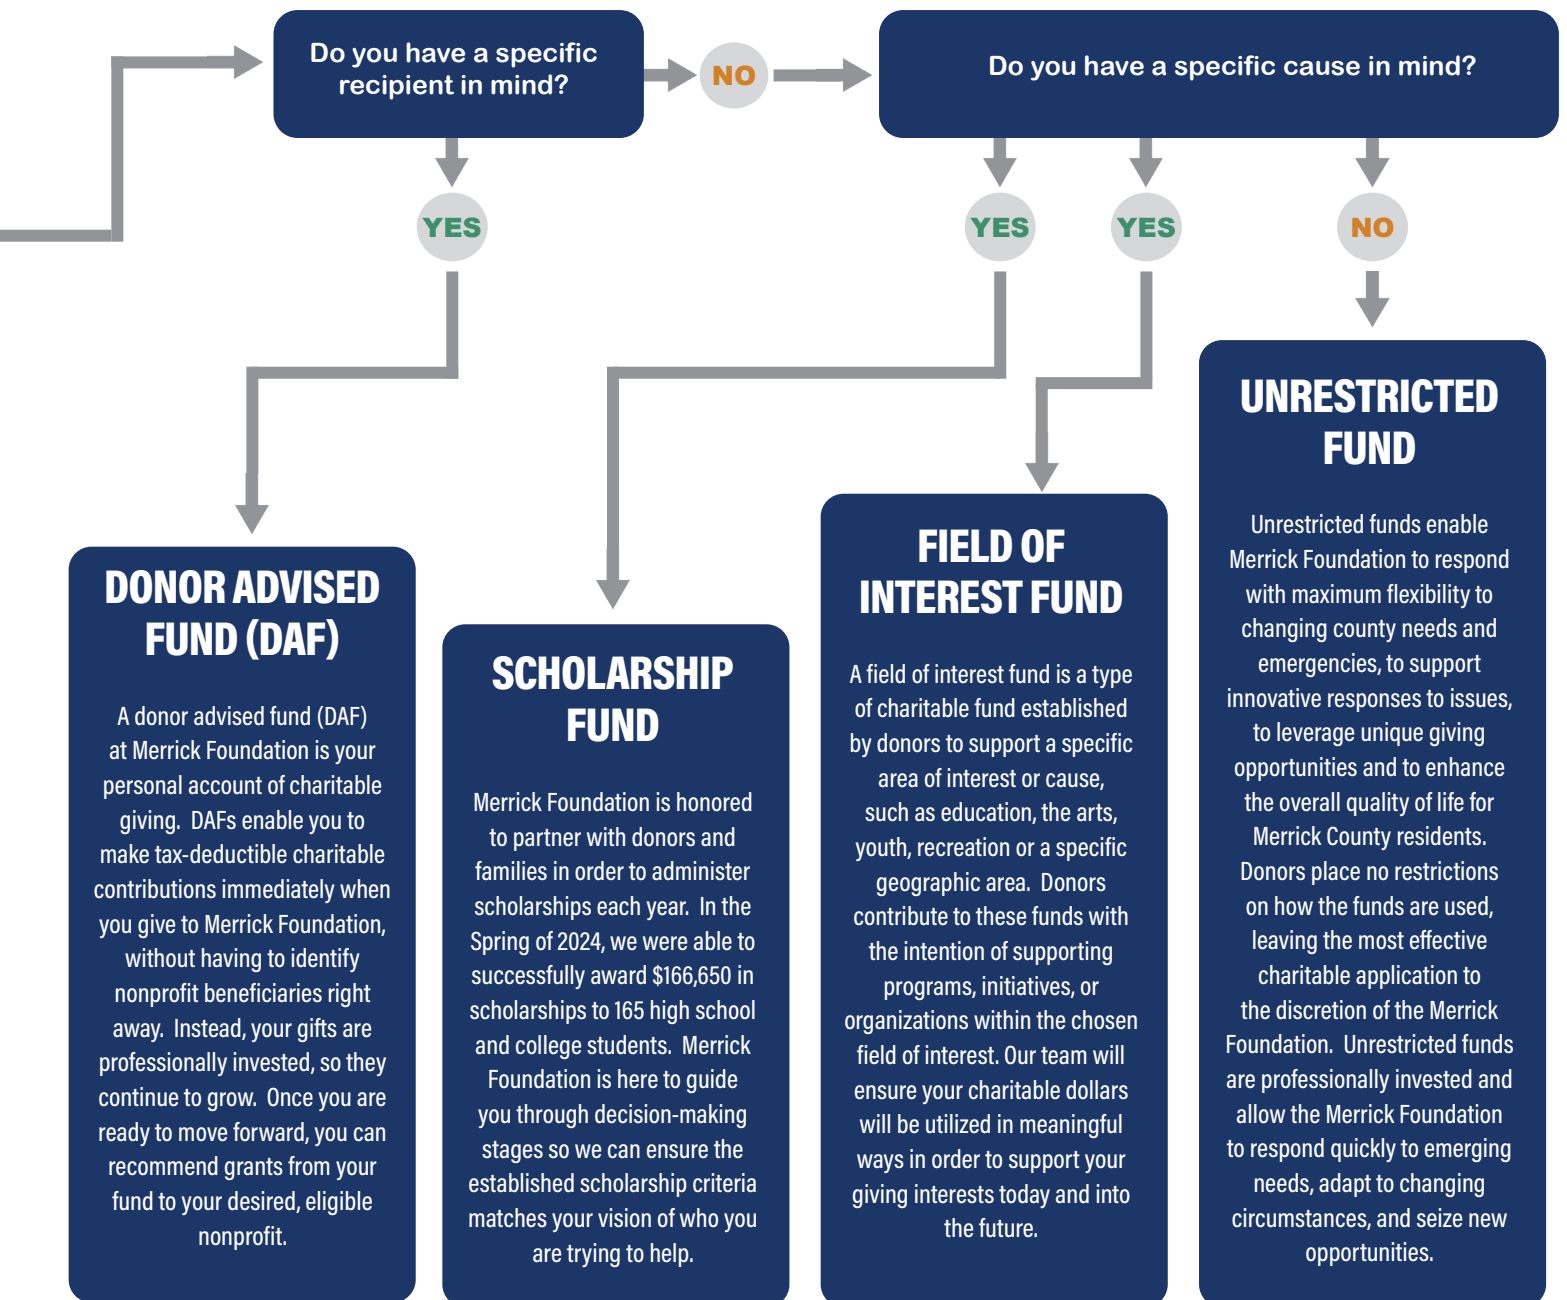 Do you have a specific
recipient in mind?
NO
Do you have a specific cause in mind?
YES
YES
YES
NO
DONOR ADVISED
FUND (DAF)
A donor advised fund (DAF)
at Merrick Foundation is your
personal account of charitable
giving.  DAFs enable you to
make tax-deductible charitable
contributions immediately when
you give to Merrick Foundation,
without having to identify
nonprofit beneficiaries right
away.  Instead, your gifts are
professionally invested, so they
continue to grow.  Once you are
ready to move forward, you can
recommend grants from your
fund to your desired, eligible
nonprofit.
SCHOLARSHIP
FUND
Merrick Foundation is honored
to partner with donors and
families in order to administer
scholarships each year.  In the
Spring of 2024, we were able to
successfully award $166,650 in
scholarships to 165 high school
and college students.  Merrick
Foundation is here to guide
you through decision-making
stages so we can ensure the
established scholarship criteria
matches your vision of who you
are trying to help.
FIELD OF
INTEREST FUND
A field of interest fund is a type
of charitable fund established
by donors to support a specific
area of interest or cause,
such as education, the arts,
youth, recreation or a specific
geographic area.  Donors
contribute to these funds with
the intention of supporting
programs, initiatives, or
organizations within the chosen
field of interest. Our team will
ensure your charitable dollars
will be utilized in meaningful
ways in order to support your
giving interests today and into
the future.
UNRESTRICTED
FUND
Unrestricted funds enable
Merrick Foundation to respond
with maximum flexibility to
changing county needs and
emergencies, to support
innovative responses to issues,
to leverage unique giving
opportunities and to enhance
the overall quality of life for
Merrick County residents.
Donors place no restrictions
on how the funds are used,
leaving the most effective
charitable application to
the discretion of the Merrick
Foundation.  Unrestricted funds
are professionally invested and
allow the Merrick Foundation
to respond quickly to emerging
needs, adapt to changing
circumstances, and seize new
opportunities.